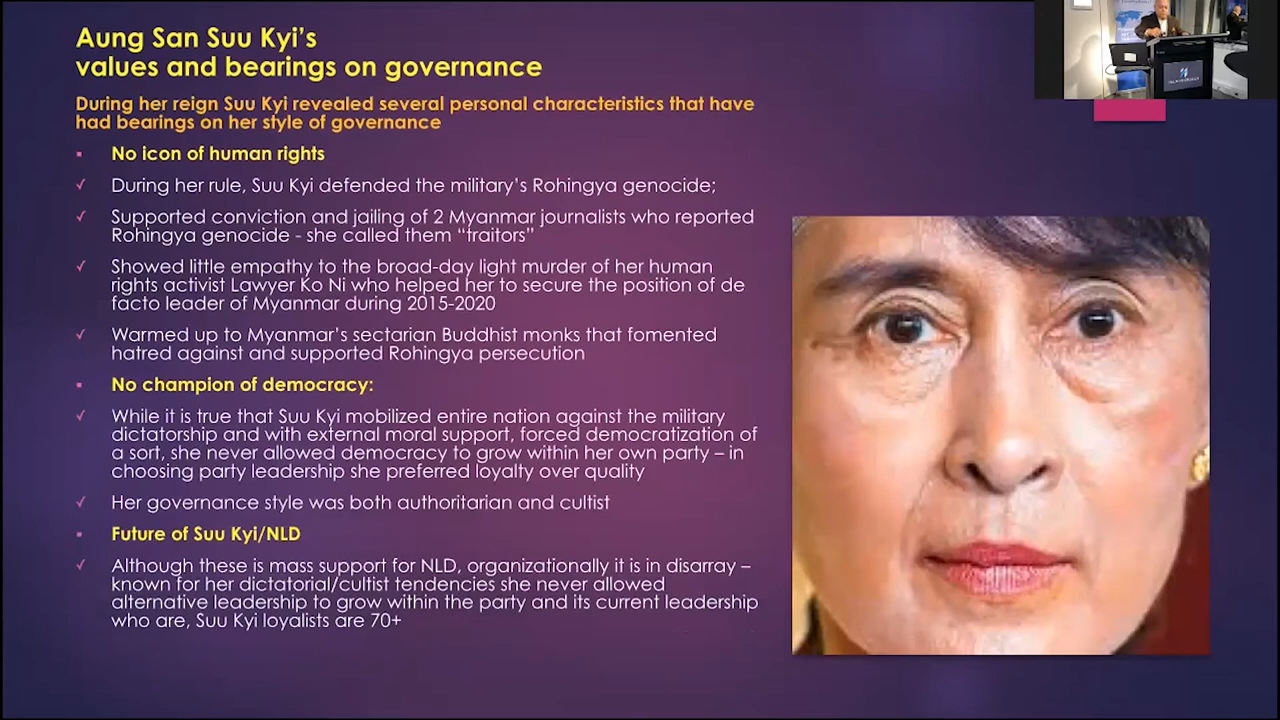 Aung San Suu Kyi's
values and bearings on governance
During her reign Suu Kyi revealed several personal characteristics that have
had bearings on her style of governance
▪ No icon of human rights
✓ During her rule, Suu Kyi defended the military's Rohingya genocide;
✓ Supported conviction and jailing of 2 Myanmar journalists who reported
Rohingya genocide - she called them “traitors”
✓ Showed little empathy to the broad-day light murder of her human
rights activist Lawyer Ko Ni who helped her to secure the position of de
facto leader of Myanmar during 2015-2020
✓ Warmed up to Myanmar's sectarian Buddhist monks that fomented
hatred against and supported Rohingya persecution
▪ No champion of democracy:
✓ While it is true that Suu Kyi mobilized entire nation against the military
dictatorship and with external moral support, forced democratization of
a sort, she never allowed democracy to grow within her own party – in
choosing party leadership she preferred loyalty over quality
✓ Her governance style was both authoritarian and cultist
▪ Future of Suu Kyi/NLD
✓ Although these is mass support for NLD, organizationally it is in disarray –
known for her dictatorial/cultist tendencies she never allowed
alternative leadership to grow within the party and its current leadership
who are, Suu Kyi loyalists are 70+